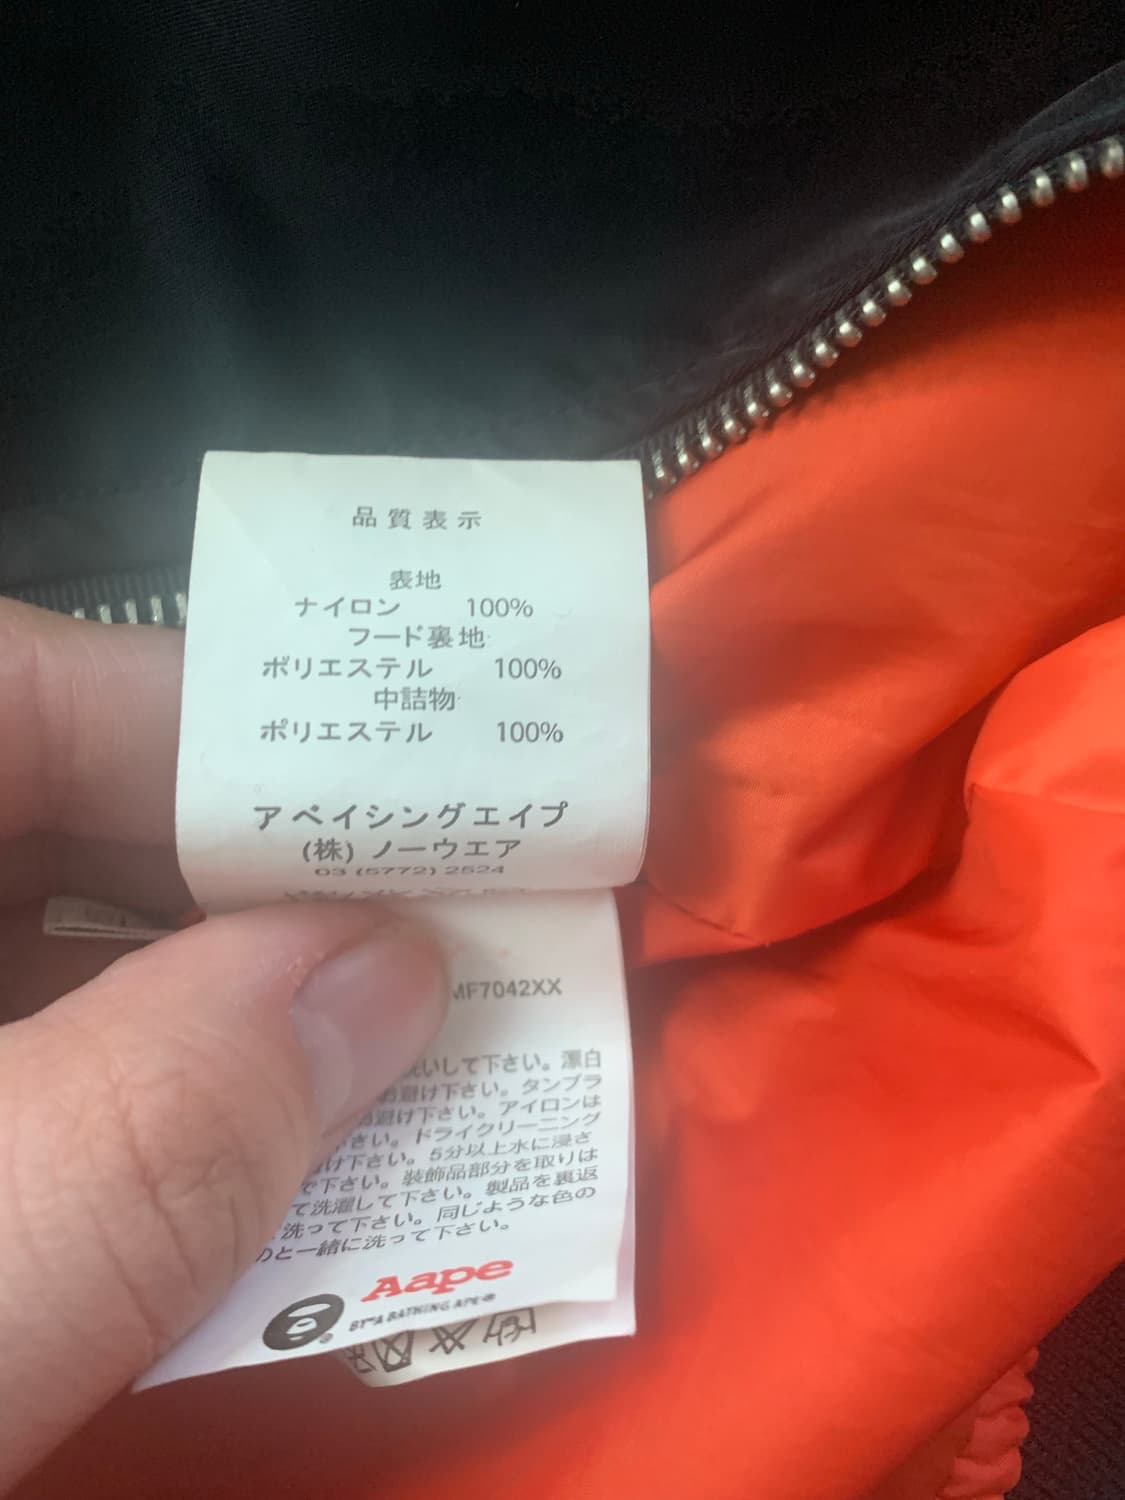 品質表示
表地
ナイロン 100%
フード裏地
ポリエステル 100%
中詰物
ポリエステル 100%
アベイシングエイプ
(株) ノーウエア
03 (5772) 2524
MF7042XX
洗いして下さい。漂白
お避け下さい。タンブラ
お避け下さい。アイロンは
さい。ドライクリーニング
け下さい。5分以上水に浸さ
で下さい。装飾品部分を取りは
て洗濯して下さい。製品を裏返
洗って下さい。同じような色の
のと一緒に洗って下さい。
Aape
BY *A BATHING APE®